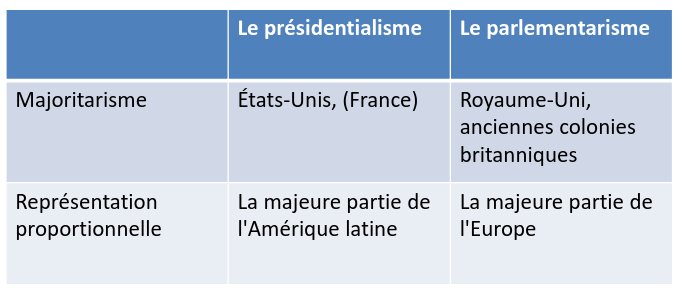 Le présidentialisme
Le parlementarisme
Majoritarisme
États-Unis, (France)
Royaume-Uni,
anciennes colonies
britanniques
Représentation
proportionnelle
La majeure partie de
l'Amérique latine
La majeure partie de
l'Europe